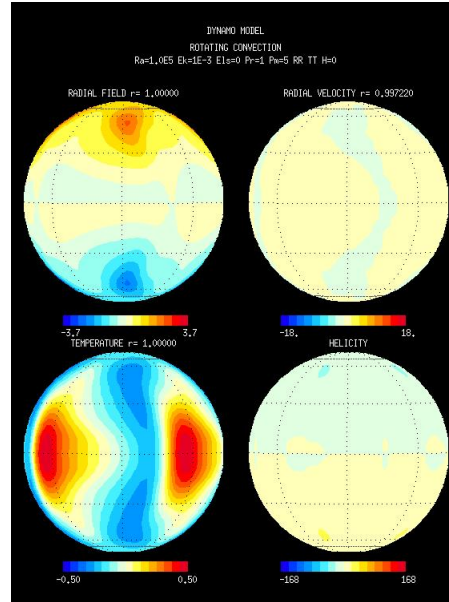 DYNAMO MODEL
ROTATING CONVECTION
Ra=1.0E5 Ek=1E-3 Els=0 Pr=1 Pm=5 RR TT H=0
RADIAL FIELD r= 1.00000
RADIAL VELOCITY r= 0.997220
-3.7 3.7
-18. 18.
TEMPERATURE r= 1.00000
HELICITY
-0.50 0.50
-168 168